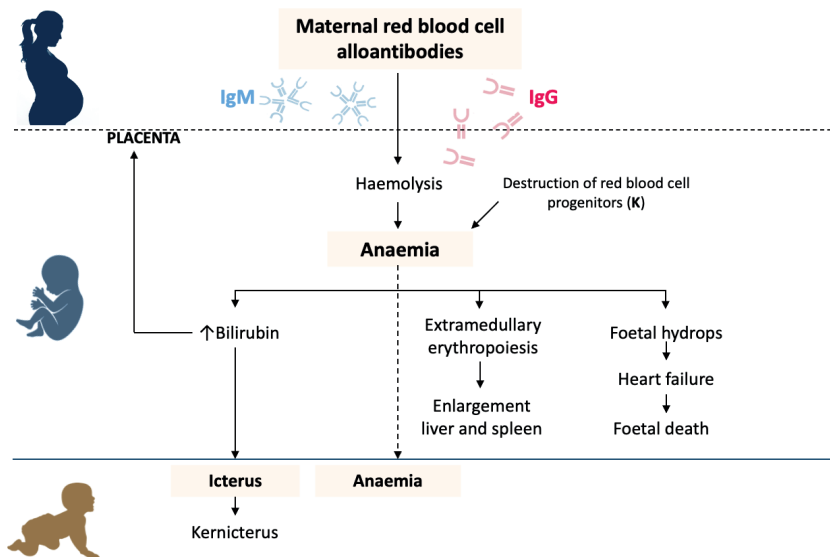 Maternal red blood cell
alloantibodies
IgM
IgG
PLACENTA
Haemolysis
Destruction of red blood cell
progenitors (K)
Anaemia
↑Bilirubin
Extramedullary
erythropoiesis
Foetal hydrops
Heart failure
Enlargement
liver and spleen
Foetal death
Icterus
Anaemia
Kernicterus